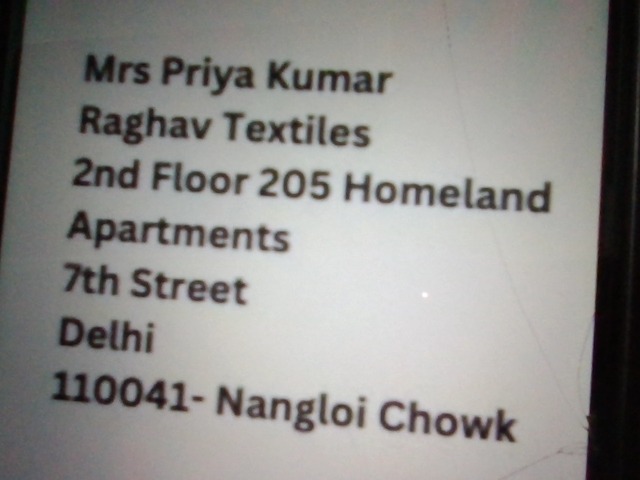 Mrs Priya Kumar
Raghav Textiles
2nd Floor 205 Homeland
Apartments
7th Street
Delhi
110041- Nangloi Chowk